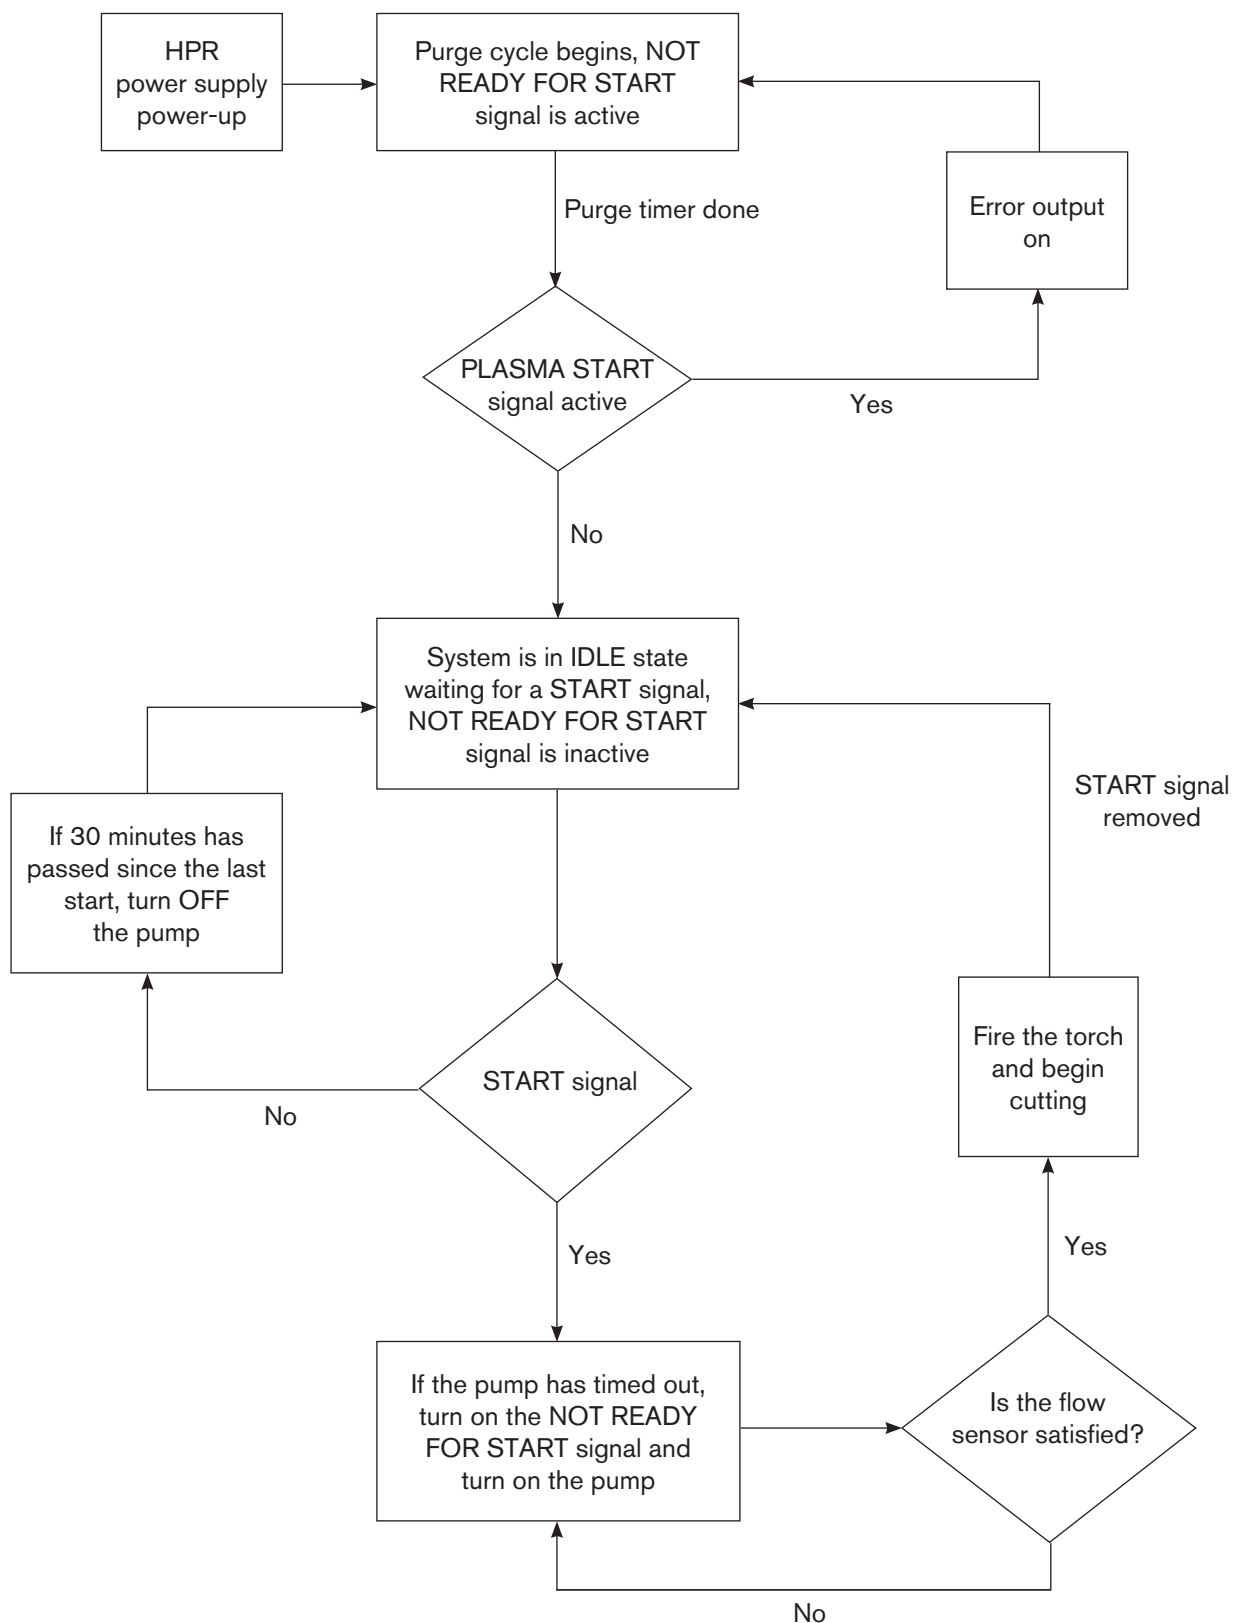 HPR
power supply
power-up
Purge cycle begins, NOT
READY FOR START
signal is active
Error output
on
Purge timer done
PLASMA START
signal active
Yes
No
System is in IDLE state
waiting for a START signal,
NOT READY FOR START
signal is inactive
START signal
removed
If 30 minutes has
passed since the last
start, turn OFF
the pump
START signal
No
Fire the torch
and begin
cutting
Yes
Yes
If the pump has timed out,
turn on the NOT READY
FOR START signal and
turn on the pump
Is the flow
sensor satisfied?
No